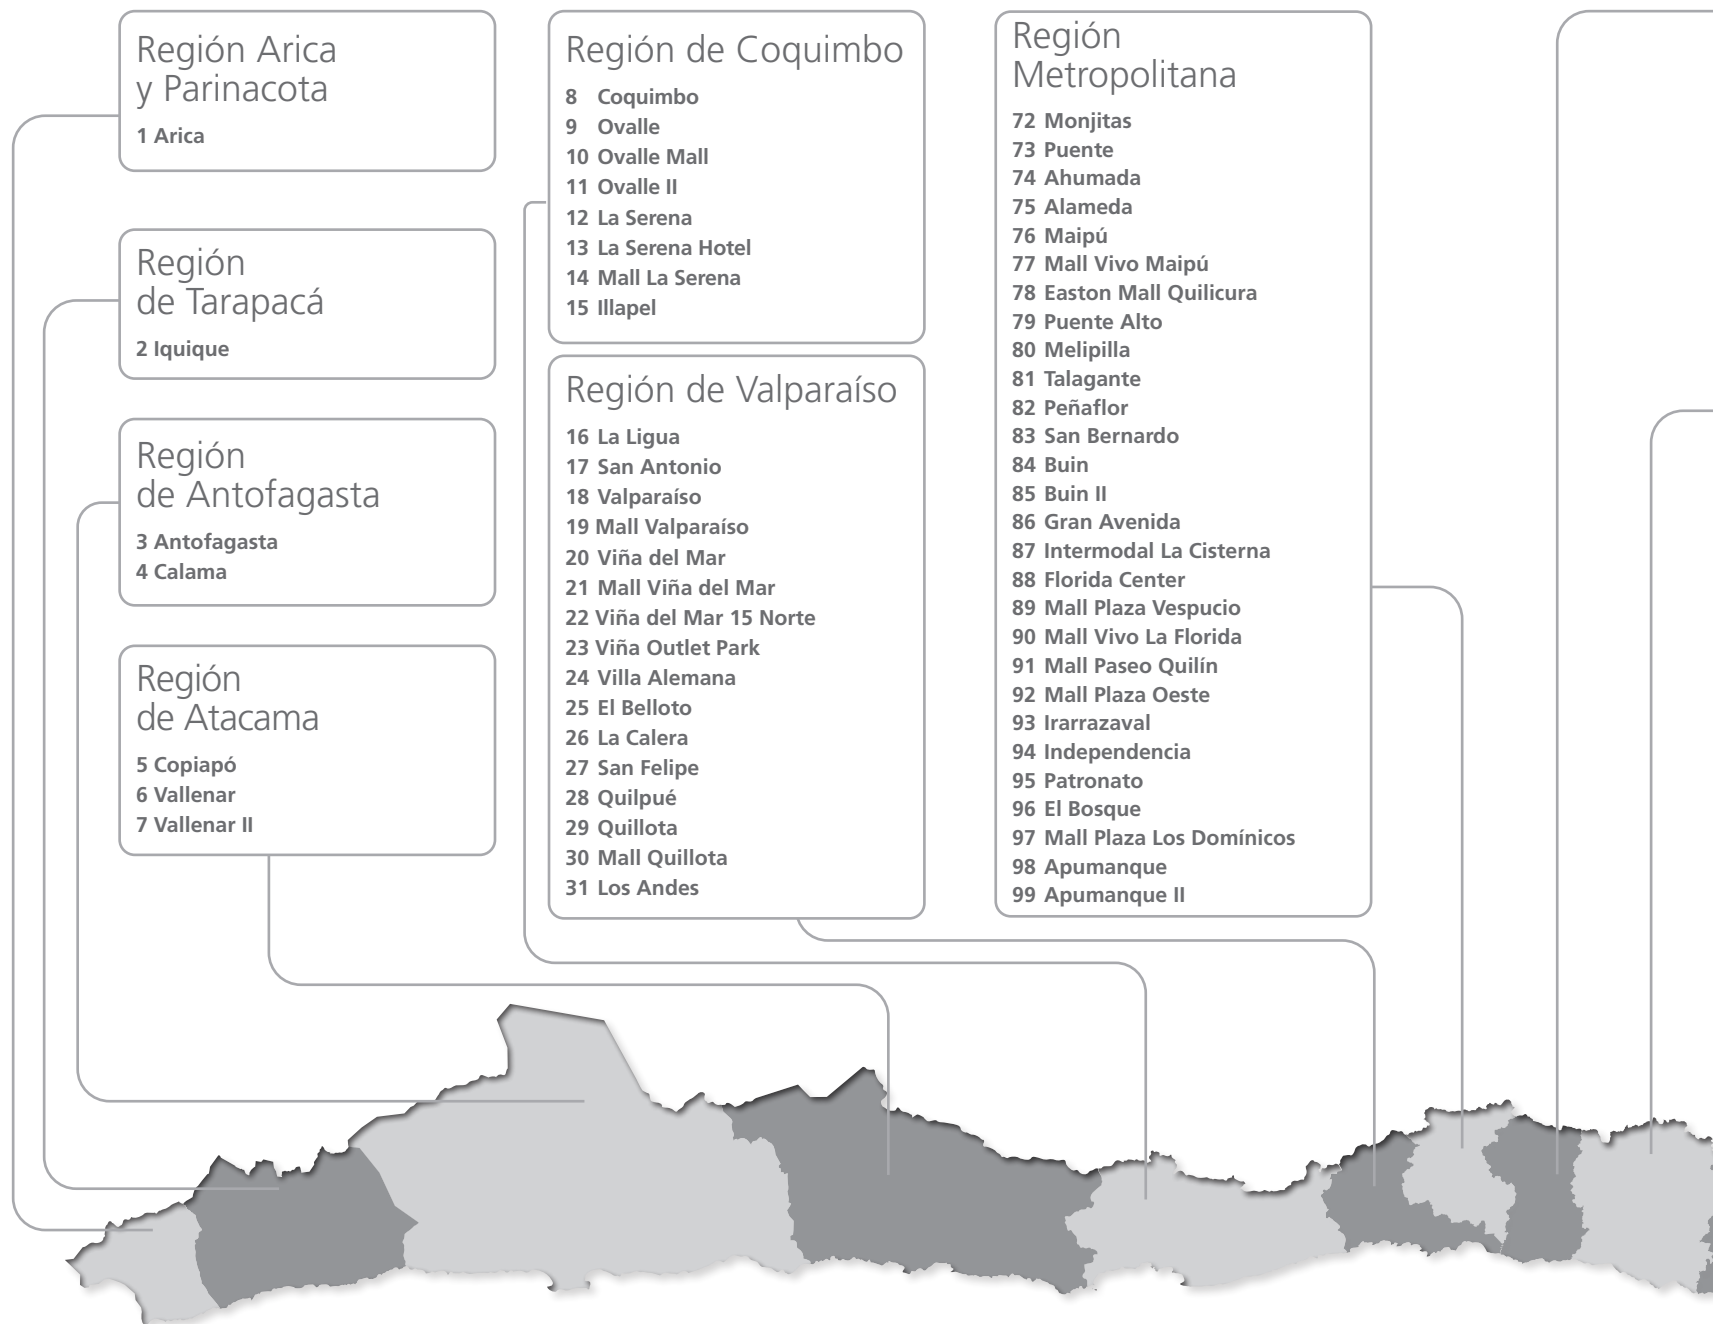 Región Arica
y Parinacota
1 Arica
Región
de Tarapacá
2 Iquique
Región
de Antofagasta
3 Antofagasta
4 Calama
Región
de Atacama
5 Copiapó
6 Vallenar
7 Vallenar II
Región de Coquimbo
8 Coquimbo
9 Ovalle
10 Ovalle Mall
11 Ovalle II
12 La Serena
13 La Serena Hotel
14 Mall La Serena
15 Illapel
Región de Valparaíso
16 La Ligua
17 San Antonio
18 Valparaíso
19 Mall Valparaíso
20 Viña del Mar
21 Mall Viña del Mar
22 Viña del Mar 15 Norte
23 Viña Outlet Park
24 Villa Alemana
25 El Belloto
26 La Calera
27 San Felipe
28 Quilpué
29 Quillota
30 Mall Quillota
31 Los Andes
Región
Metropolitana
72 Monjitas
73 Puente
74 Ahumada
75 Alameda
76 Maipú
77 Mall Vivo Maipú
78 Easton Mall Quilicura
79 Puente Alto
80 Melipilla
81 Talagante
82 Peñaflor
83 San Bernardo
84 Buin
85 Buin II
86 Gran Avenida
87 Intermodal La Cisterna
88 Florida Center
89 Mall Plaza Vespucio
90 Mall Vivo La Florida
91 Mall Paseo Quilín
92 Mall Plaza Oeste
93 Irarrazaval
94 Independencia
95 Patronato
96 El Bosque
97 Mall Plaza Los Domínicos
98 Apumanque
99 Apumanque II